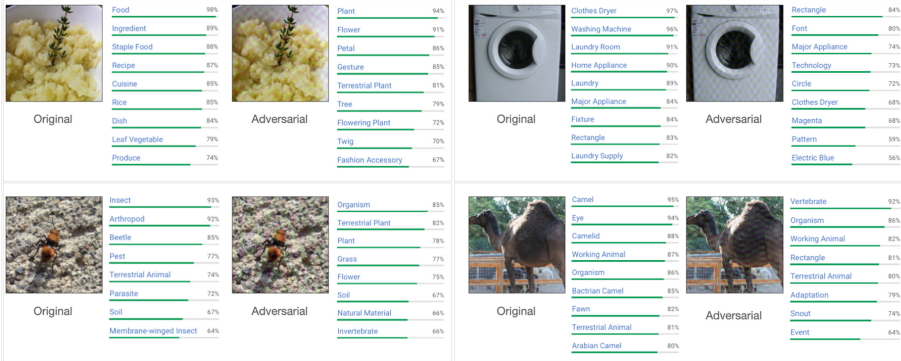 Food 98%
Ingredient 89%
Staple Food 88%
Recipe 87%
Cuisine 85%
Rice 85%
Dish 84%
Leaf Vegetable 79%
Produce 74%
Original
Plant 94%
Flower 91%
Petal 86%
Gesture 85%
Terrestrial Plant 81%
Tree 79%
Flowering Plant 72%
Twig 70%
Fashion Accessory 67%
Adversarial
Clothes Dryer 97%
Washing Machine 96%
Laundry Room 91%
Home Appliance 90%
Laundry 89%
Major Appliance 84%
Fixture 84%
Rectangle 83%
Laundry Supply 82%
Original
Rectangle 84%
Font 80%
Major Appliance 74%
Technology 73%
Circle 72%
Clothes Dryer 68%
Magenta 68%
Pattern 59%
Electric Blue 56%
Adversarial
Insect 93%
Arthropod 92%
Beetle 85%
Pest 77%
Terrestrial Animal 74%
Parasite 72%
Soil 67%
Membrane-winged Insect 64%
Original
Organism 85%
Terrestrial Plant 82%
Plant 78%
Grass 77%
Flower 75%
Soil 67%
Natural Material 66%
Invertebrate 66%
Adversarial
Camel 95%
Eye 94%
Camelid 88%
Working Animal 87%
Organism 86%
Bactrian Camel 85%
Fawn 82%
Terrestrial Animal 81%
Arabian Camel 80%
Original
Vertebrate 92%
Organism 86%
Working Animal 82%
Rectangle 81%
Terrestrial Animal 80%
Adaptation 79%
Snout 74%
Event 64%
Adversarial